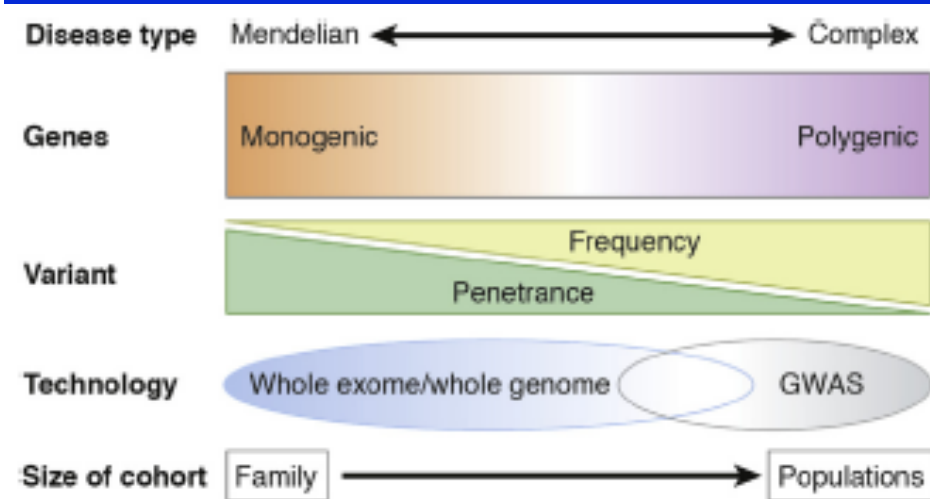 Disease type Mendelian Complex
Genes Monogenic Polygenic
Frequency
Variant
Penetrance
Technology Whole exome/whole genome GWAS
Size of cohort Family Populations